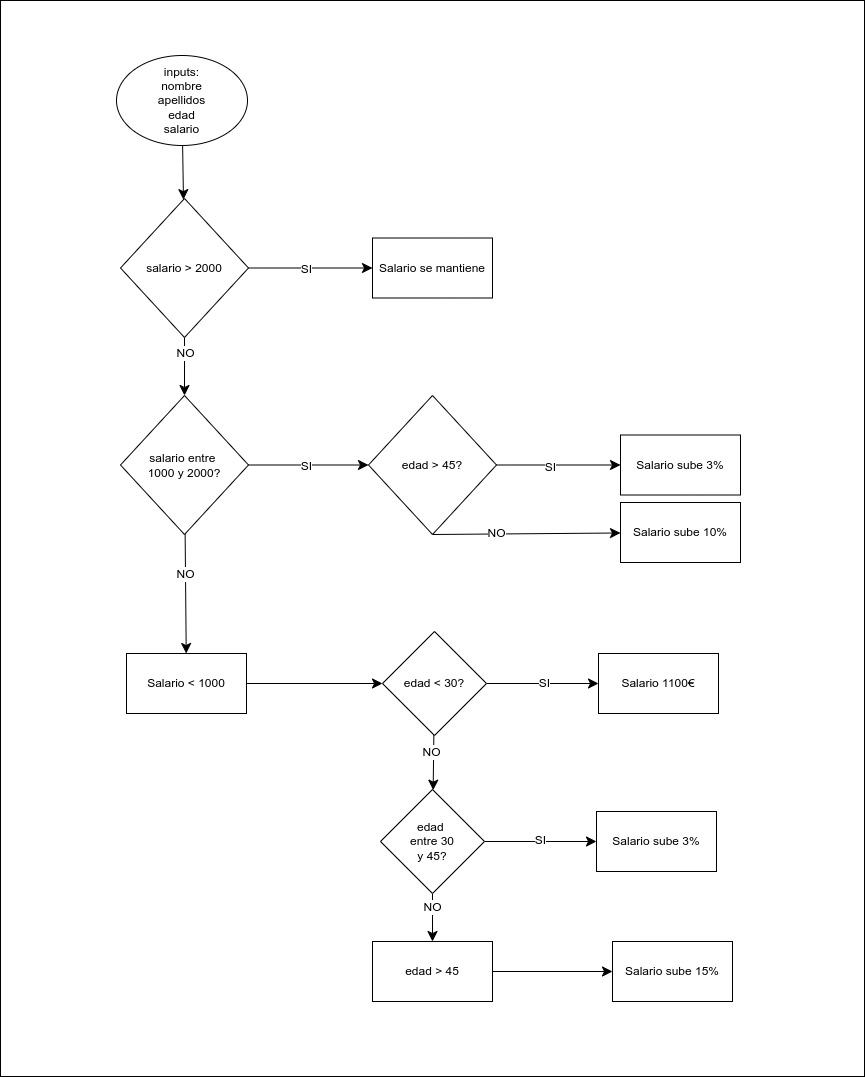 inputs:
nombre
apellidos
edad
salario
salario > 2000
SI
Salario se mantiene
NO
salario entre
1000 y 2000?
SI
edad > 45?
SI
Salario sube 3%
NO
Salario sube 10%
NO
Salario < 1000
edad < 30?
SI
Salario 1100€
NO
edad
entre 30
y 45?
SI
Salario sube 3%
NO
edad > 45
Salario sube 15%